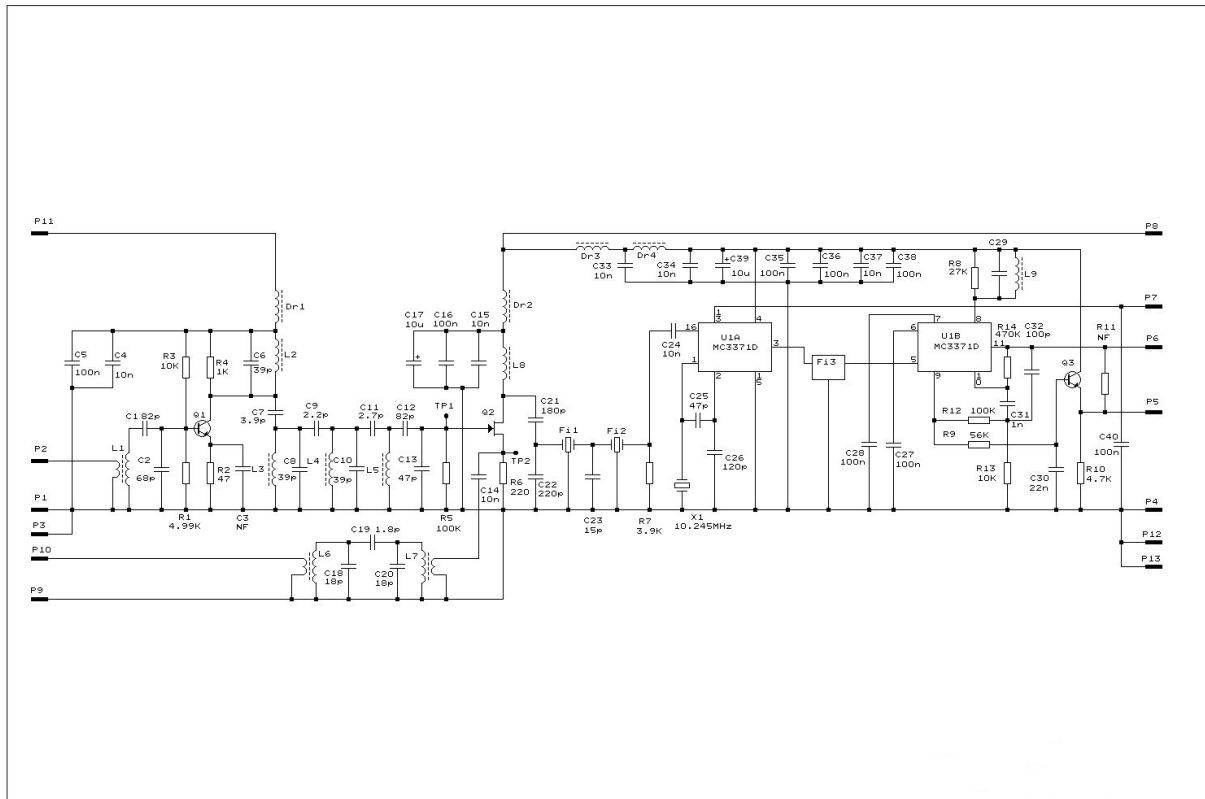 P11
P8
C29
Dr3
Dr4
C33
10n
C34
10n
C39
10u
C35
100n
C36
100n
C37
10n
C38
100n
R8
27K
L9
P7
Dr1
Dr2
C17
10u
C16
100n
C15
10n
C5
100n
C4
10n
R3
10K
R4
1K
C6
39p
L2
L8
C24
10n
16
1
3
4
U1A
MC3371D
3
1
2
1
5
Fi3
7
8
6
U1B
MC3371D
5
11
9
1
0
R14
470K
C32
100p
R11
NF
P6
Q3
P5
C7
3.9p
C1
82p
Q1
C9
2.2p
C11
2.7p
C12
82p
TP1
Q2
C21
180p
C25
47p
R12
100K
C31
1n
R9
56K
P2
L1
C2
68p
R2
47
L3
C8
39p
L4
C10
39p
L5
C13
47p
C14
10n
TP2
R6
220
C22
220p
Fi1
Fi2
C26
120p
C28
100n
C27
100n
R13
10K
C30
22n
R10
4.7K
C40
100n
P1
P4
P3
R1
4.99K
C3
NF
R5
100K
C23
15p
R7
3.9K
X1
10.245MHz
P12
P10
C19
1.8p
L6
C18
18p
C20
18p
L7
P13
P9